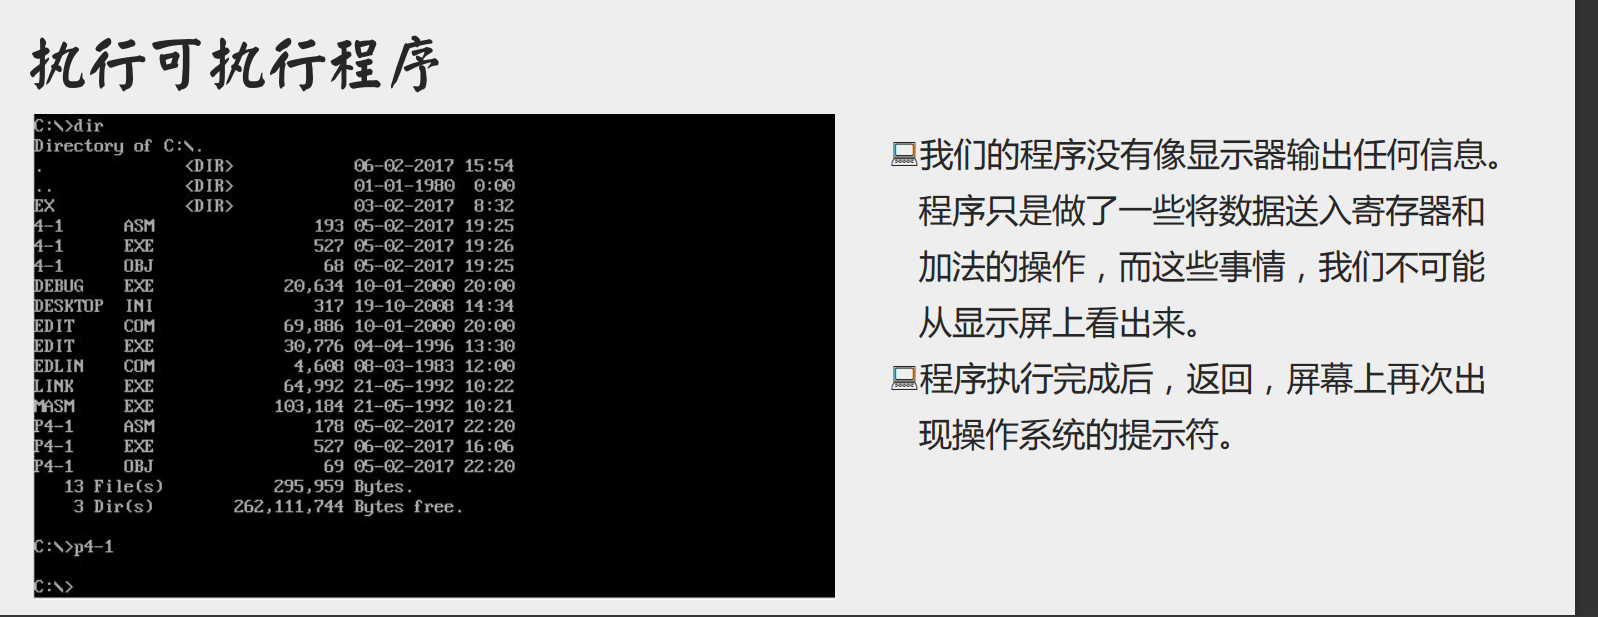 执行可执行程序
C:\>dir
Directory of C:\.
. <DIR> 06-02-2017 15:54
.. <DIR> 01-01-1980 0:00
EX <DIR> 03-02-2017 8:32
4-1 ASM 193 05-02-2017 19:25
4-1 EXE 527 05-02-2017 19:26
4-1 OBJ 68 05-02-2017 19:25
DEBUG EXE 20,634 10-01-2000 20:00
DESKTOP INI 317 19-10-2008 14:34
EDIT COM 69,886 10-01-2000 20:00
EDIT EXE 30,776 04-04-1996 13:30
EDLIN COM 4,608 08-03-1983 12:00
LINK EXE 64,992 21-05-1992 10:22
MASM EXE 103,184 21-05-1992 10:21
P4-1 ASM 178 05-02-2017 22:20
P4-1 EXE 527 06-02-2017 16:06
P4-1 OBJ 69 05-02-2017 22:20
13 File(s) 295,959 Bytes.
3 Dir(s) 262,111,744 Bytes free.
C:\>p4-1
C:\>
我们的程序没有像显示器输出任何信息。
程序只是做了一些将数据送入寄存器和
加法的操作，而这些事情，我们不可能
从显示屏上看出来。
程序执行完成后，返回，屏幕上再次出
现操作系统的提示符。